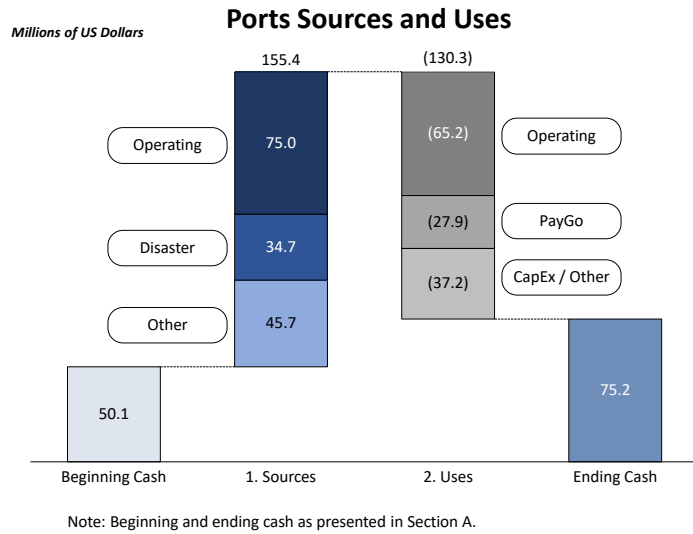 Ports Sources and Uses
Millions of US Dollars
155.4
(130.3)
Operating
75.0
(65.2)
Operating
(27.9)
PayGo
Disaster
34.7
(37.2)
CapEx / Other
Other
45.7
50.1
75.2
Beginning Cash
1. Sources
2. Uses
Ending Cash
Note: Beginning and ending cash as presented in Section A.